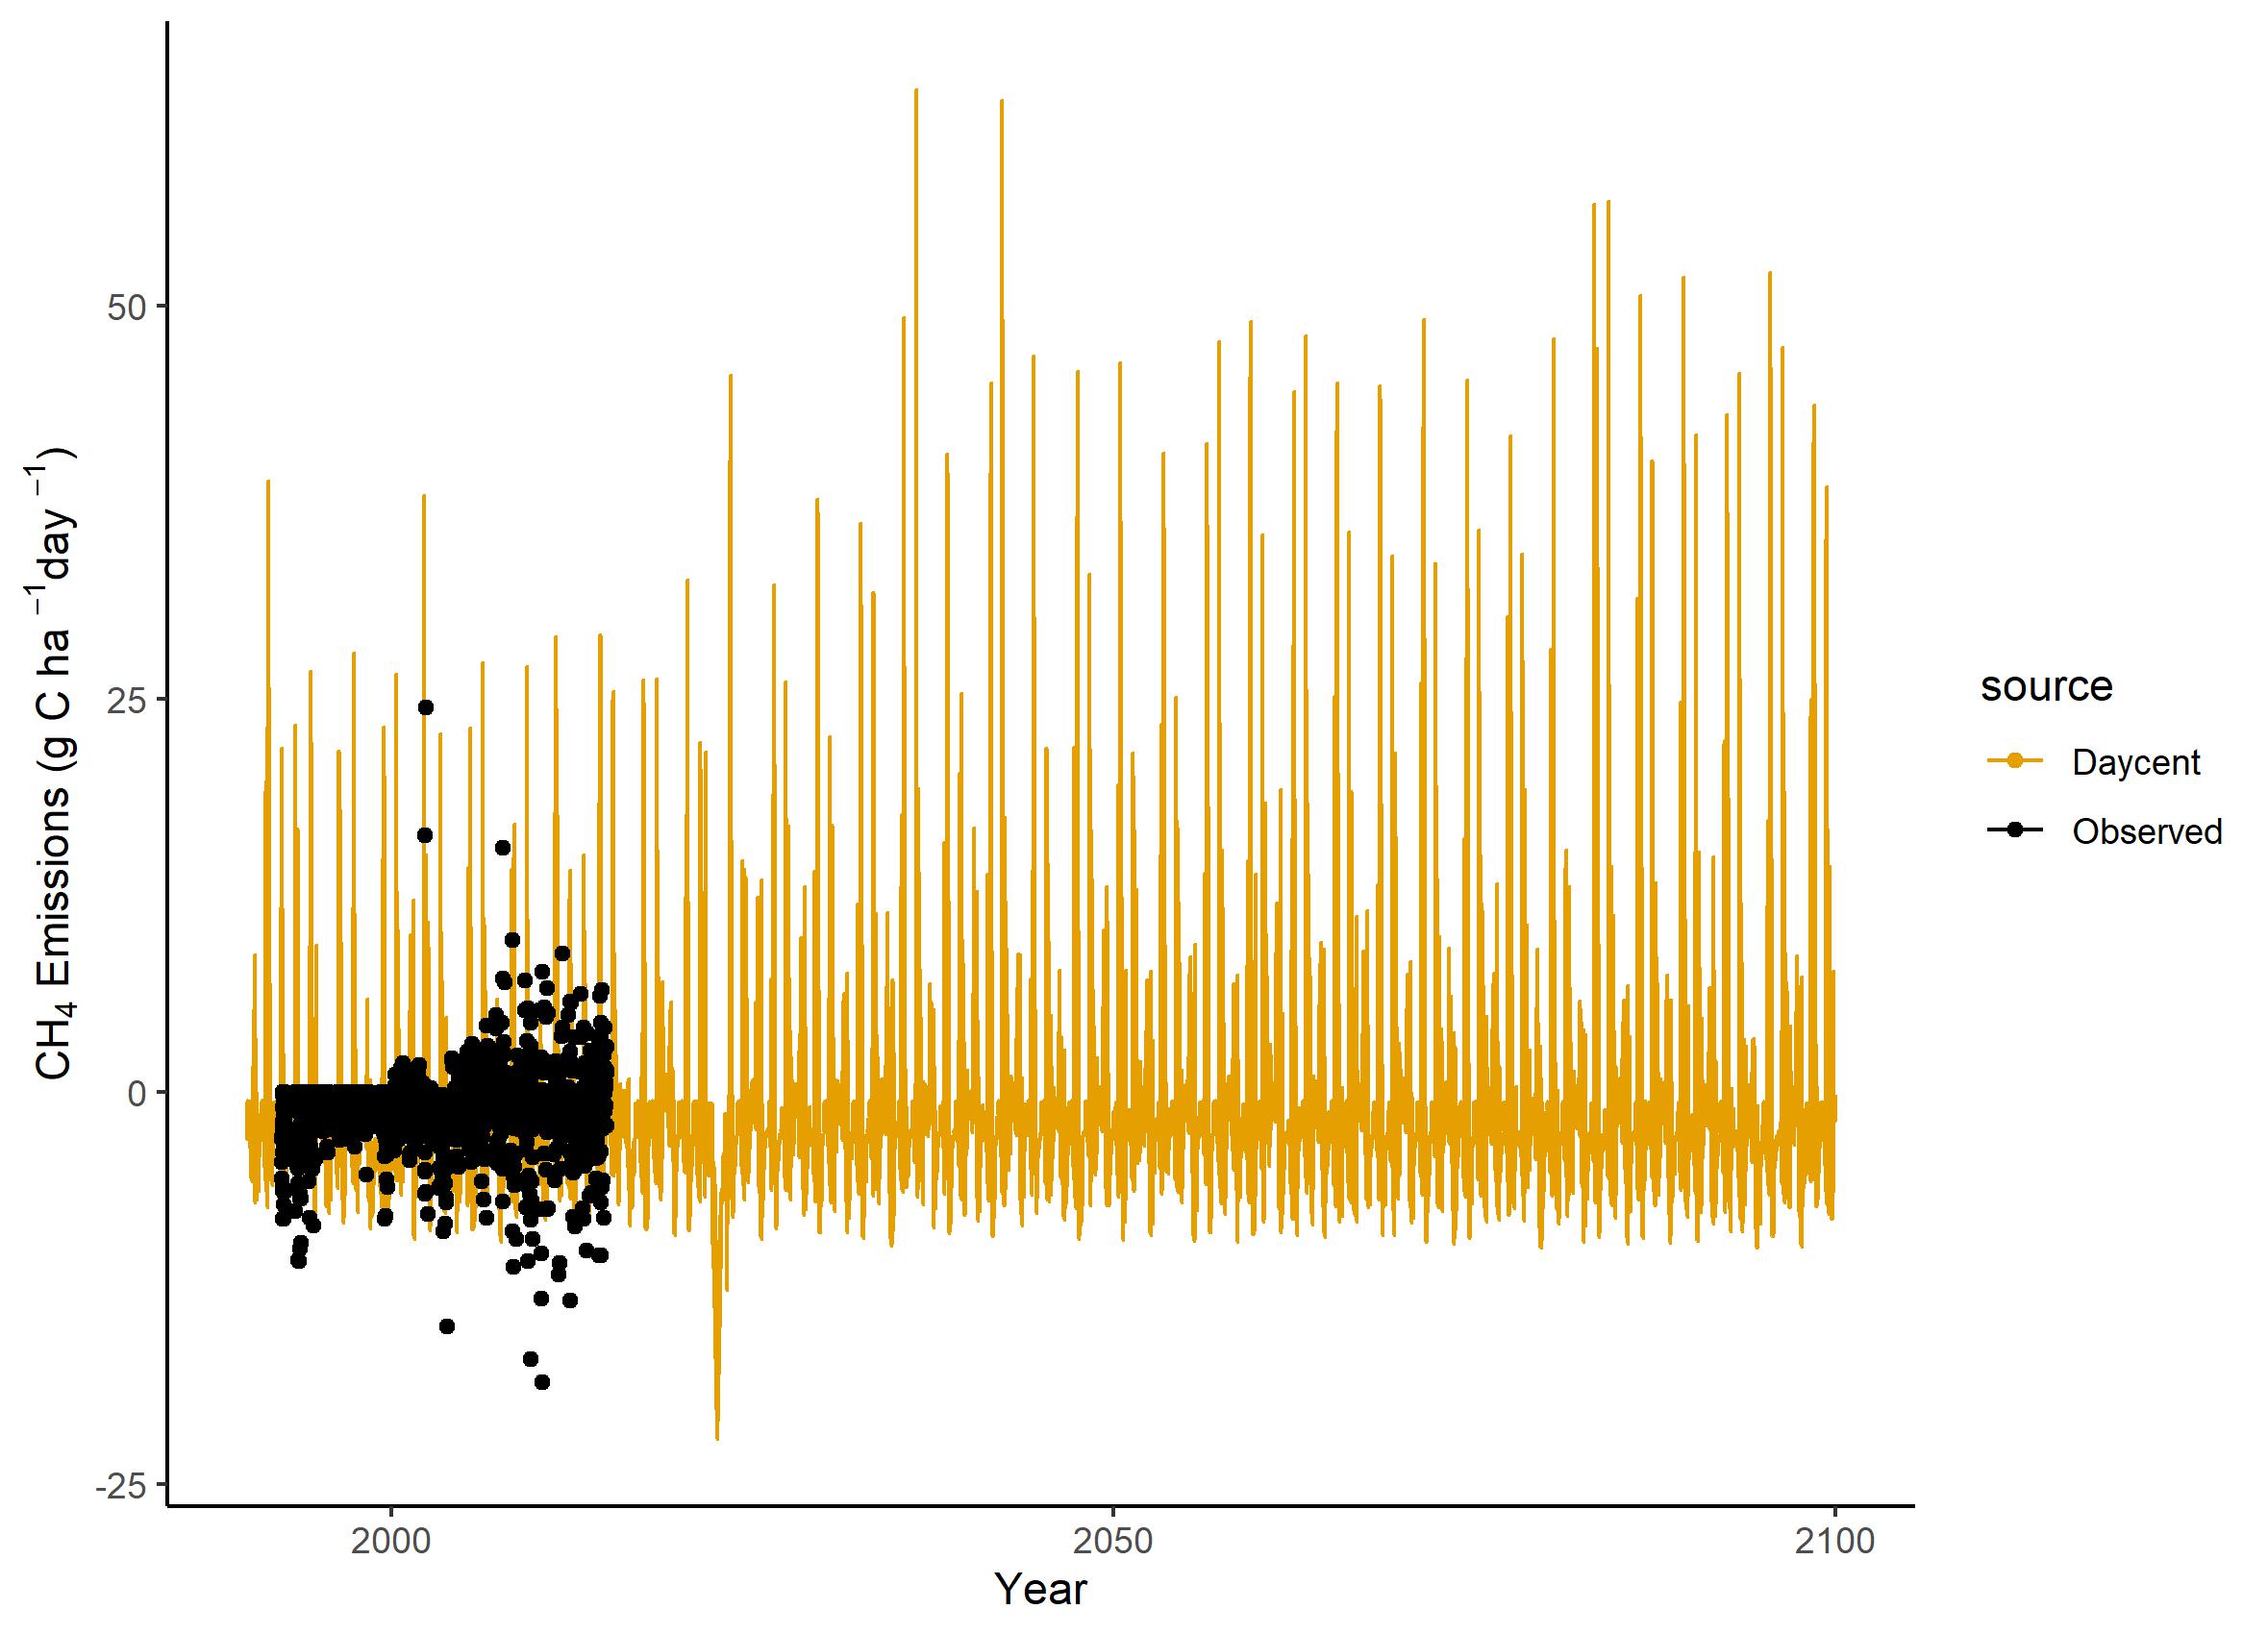 CH₄ Emissions (g C ha ⁻¹day ⁻¹)
50
25
0
-25
2000
2050
2100
Year
source
Daycent
Observed